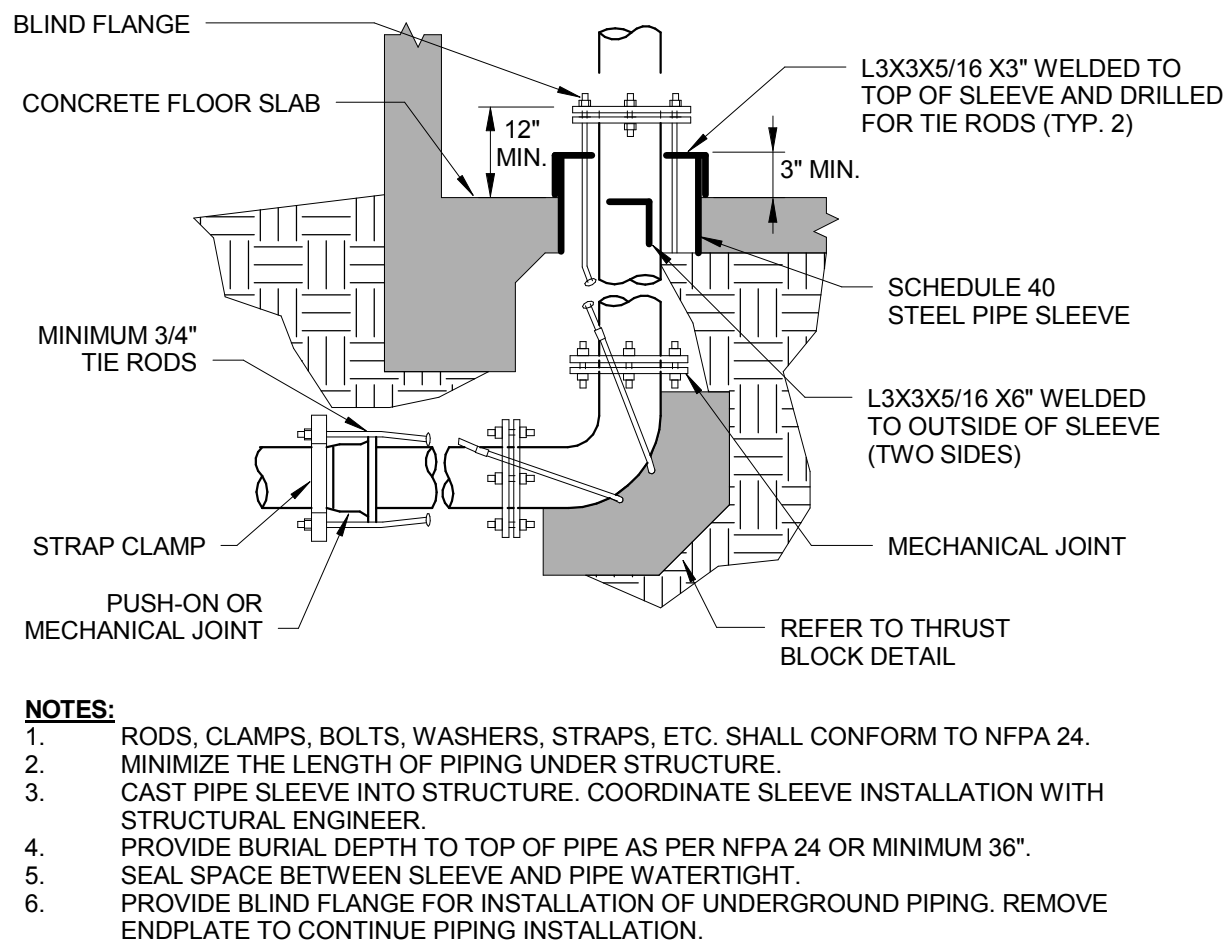 BLIND FLANGE
CONCRETE FLOOR SLAB
12"
MIN.
L3X3X5/16 X3" WELDED TO
TOP OF SLEEVE AND DRILLED
FOR TIE RODS (TYP. 2)
3" MIN.
SCHEDULE 40
STEEL PIPE SLEEVE
MINIMUM 3/4"
TIE RODS
L3X3X5/16 X6" WELDED
TO OUTSIDE OF SLEEVE
(TWO SIDES)
STRAP CLAMP
MECHANICAL JOINT
PUSH-ON OR
MECHANICAL JOINT
REFER TO THRUST
BLOCK DETAIL
NOTES:
1. RODS, CLAMPS, BOLTS, WASHERS, STRAPS, ETC. SHALL CONFORM TO NFPA 24.
2. MINIMIZE THE LENGTH OF PIPING UNDER STRUCTURE.
3. CAST PIPE SLEEVE INTO STRUCTURE. COORDINATE SLEEVE INSTALLATION WITH
STRUCTURAL ENGINEER.
4. PROVIDE BURIAL DEPTH TO TOP OF PIPE AS PER NFPA 24 OR MINIMUM 36".
5. SEAL SPACE BETWEEN SLEEVE AND PIPE WATERTIGHT.
6. PROVIDE BLIND FLANGE FOR INSTALLATION OF UNDERGROUND PIPING. REMOVE
ENDPLATE TO CONTINUE PIPING INSTALLATION.